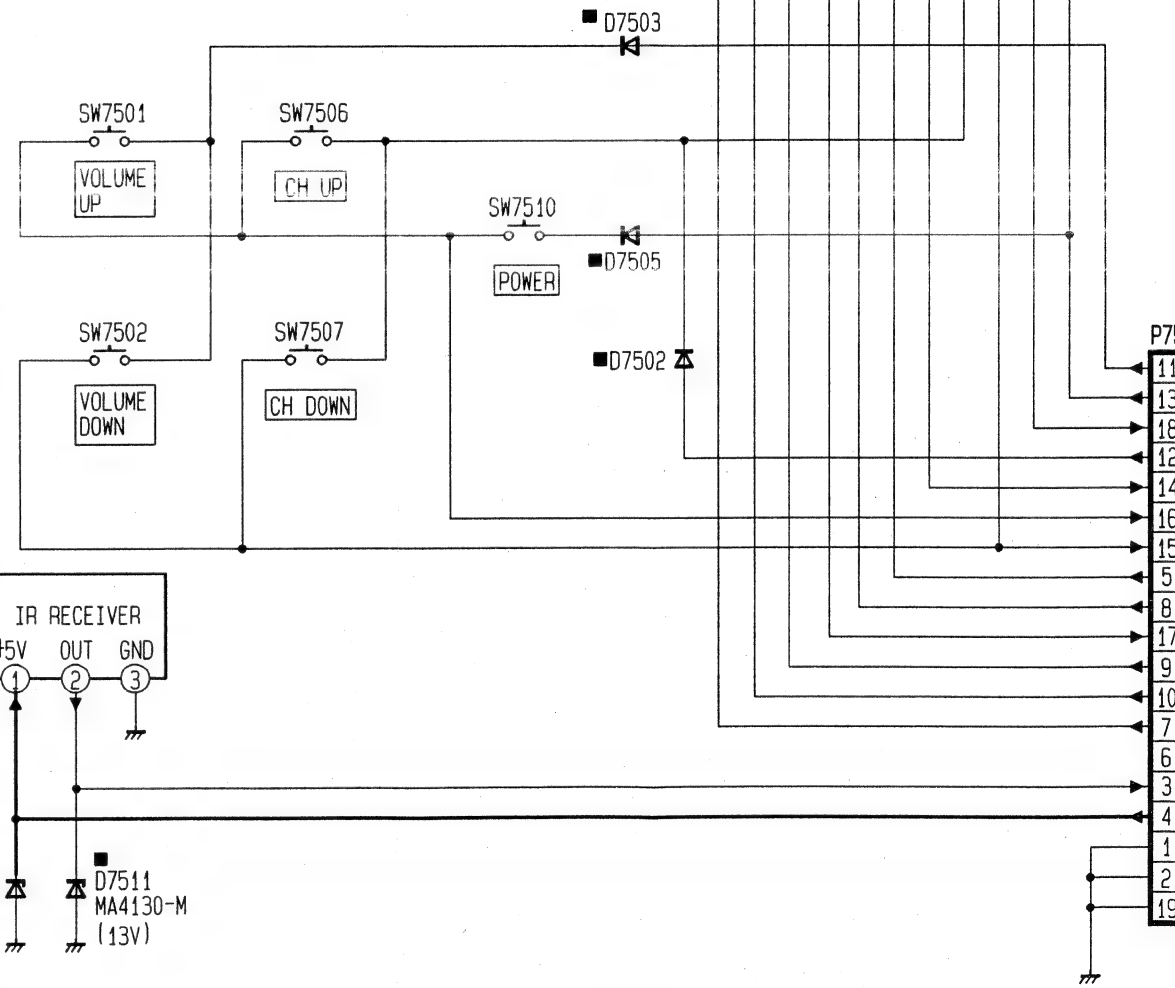 D7503
SW7501
SW7506
VOLUME
UP
CH UP
SW7510
D7505
POWER
SW7502
SW7507
D7502
VOLUME
DOWN
CH DOWN
11
13
18
12
14
16
15
5
8
17
9
10
7
6
3
4
1
2
19
IR RECEIVER
+5V OUT GND
1 2 3
D7511
MA4130-M
(13V)